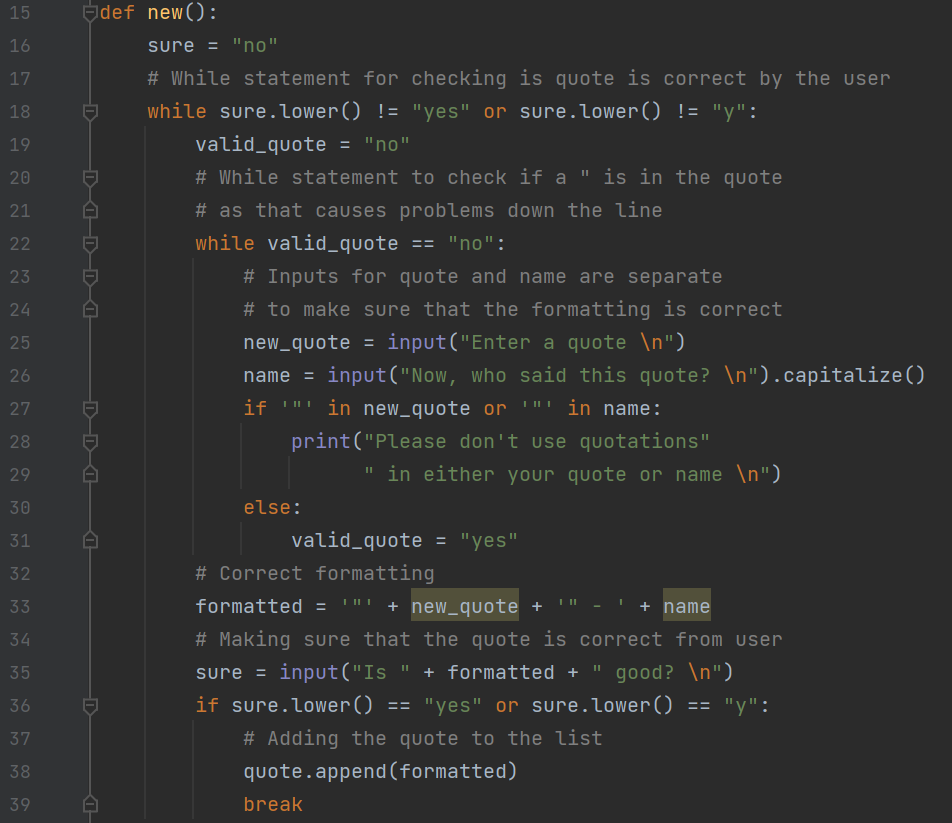 15 def new():
16     sure = "no"
17     # While statement for checking is quote is correct by the user
18     while sure.lower() != "yes" or sure.lower() != "y":
19         valid_quote = "no"
20         # While statement to check if a " is in the quote
21         # as that causes problems down the line
22         while valid_quote == "no":
23             # Inputs for quote and name are separate
24             # to make sure that the formatting is correct
25             new_quote = input("Enter a quote \n")
26             name = input("Now, who said this quote? \n").capitalize()
27             if '"' in new_quote or '"' in name:
28                 print("Please don't use quotations"
29                       " in either your quote or name \n")
30             else:
31                 valid_quote = "yes"
32         # Correct formatting
33         formatted = '"' + new_quote + '" - ' + name
34         # Making sure that the quote is correct from user
35         sure = input("Is " + formatted + " good? \n")
36         if sure.lower() == "yes" or sure.lower() == "y":
37             # Adding the quote to the list
38             quote.append(formatted)
39             break